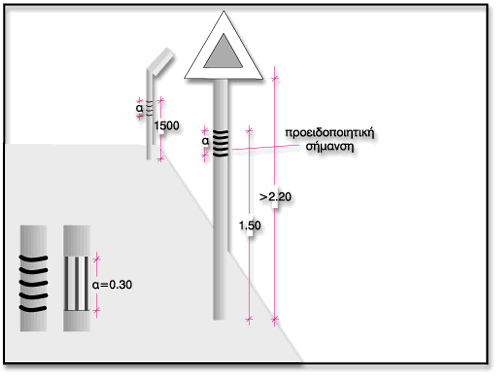 α
1500
α
προειδοποιητική
σήμανση
>2.20
1.50
α=0.30